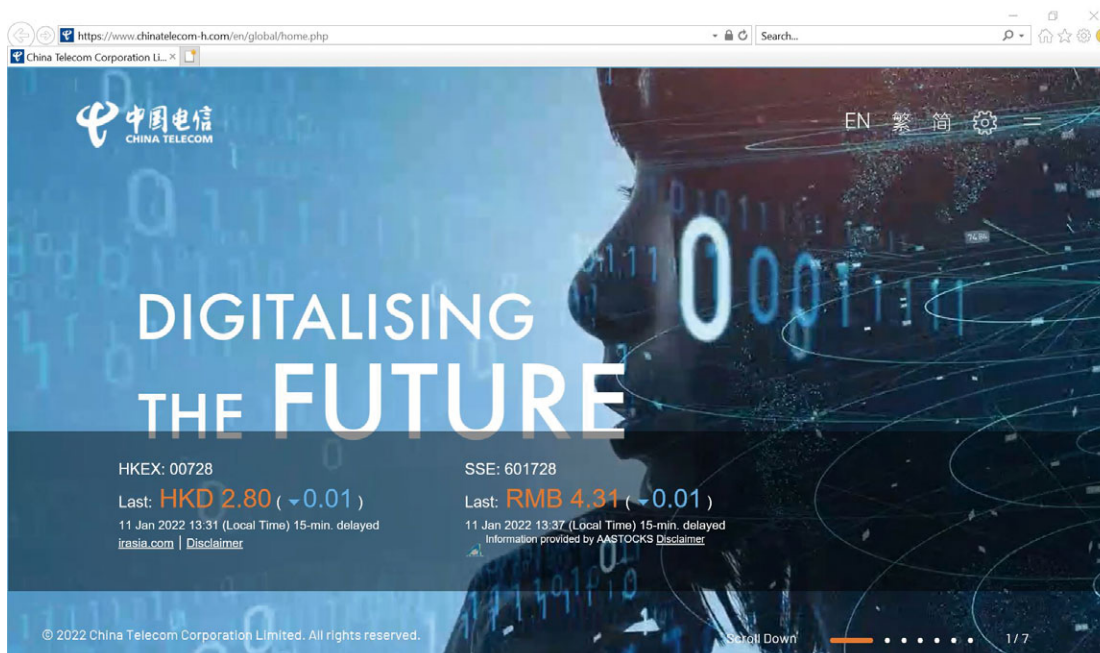 https://www.chinatelecom-h.com/en/global/home.php
Search...
China Telecom Corporation Li...
中国电信
CHINA TELECOM
EN 繁 简
DIGITALISING
THE FUTURE
HKEX: 00728
Last: HKD 2.80 ( 0.01 )
11 Jan 2022 13:31 (Local Time) 15-min. delayed
irasia.com | Disclaimer
SSE: 601728
Last: RMB 4.31 ( 0.01 )
11 Jan 2022 13:37 (Local Time) 15-min. delayed
Information provided by AASTOCKS Disclaimer
© 2022 China Telecom Corporation Limited. All rights reserved.
Scroll Down
1/7